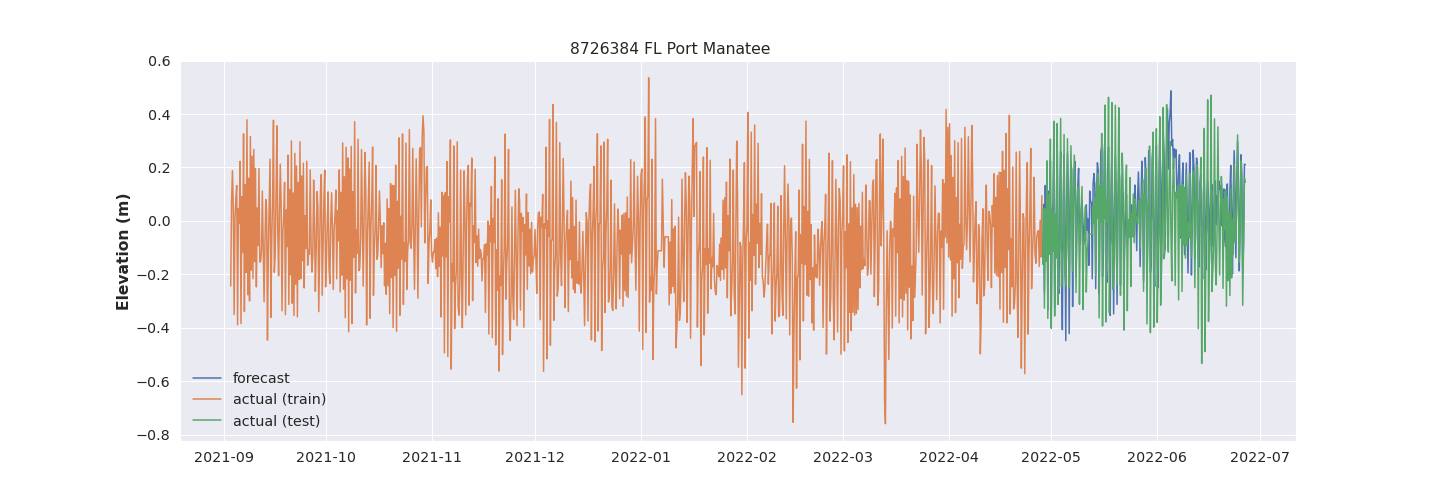 8726384 FL Port Manatee
0.6
0.4
0.2
0.0
−0.2
−0.4
−0.6
−0.8
Elevation (m)
forecast
actual (train)
actual (test)
2021-09 2021-10 2021-11 2021-12 2022-01 2022-02 2022-03 2022-04 2022-05 2022-06 2022-07